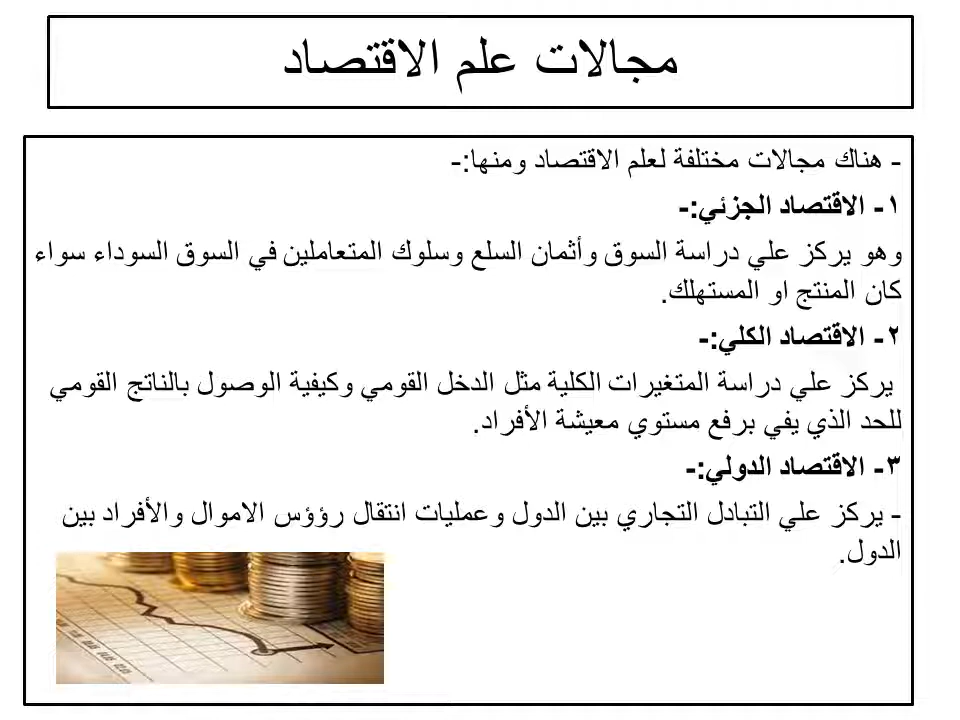 مجالات علم الاقتصاد
- هناك مجالات مختلفة لعلم الاقتصاد ومنها:-
١- الاقتصاد الجزئي:-
وهو يركز علي دراسة السوق وأثمان السلع وسلوك المتعاملين في السوق السوداء سواء
كان المنتج او المستهلك.
٢- الاقتصاد الكلي:-
يركز علي دراسة المتغيرات الكلية مثل الدخل القومي وكيفية الوصول بالناتج القومي
للحد الذي يفي برفع مستوي معيشة الأفراد.
٣- الاقتصاد الدولي:-
- يركز علي التبادل التجاري بين الدول وعمليات انتقال رؤؤس الاموال والأفراد بين
الدول.